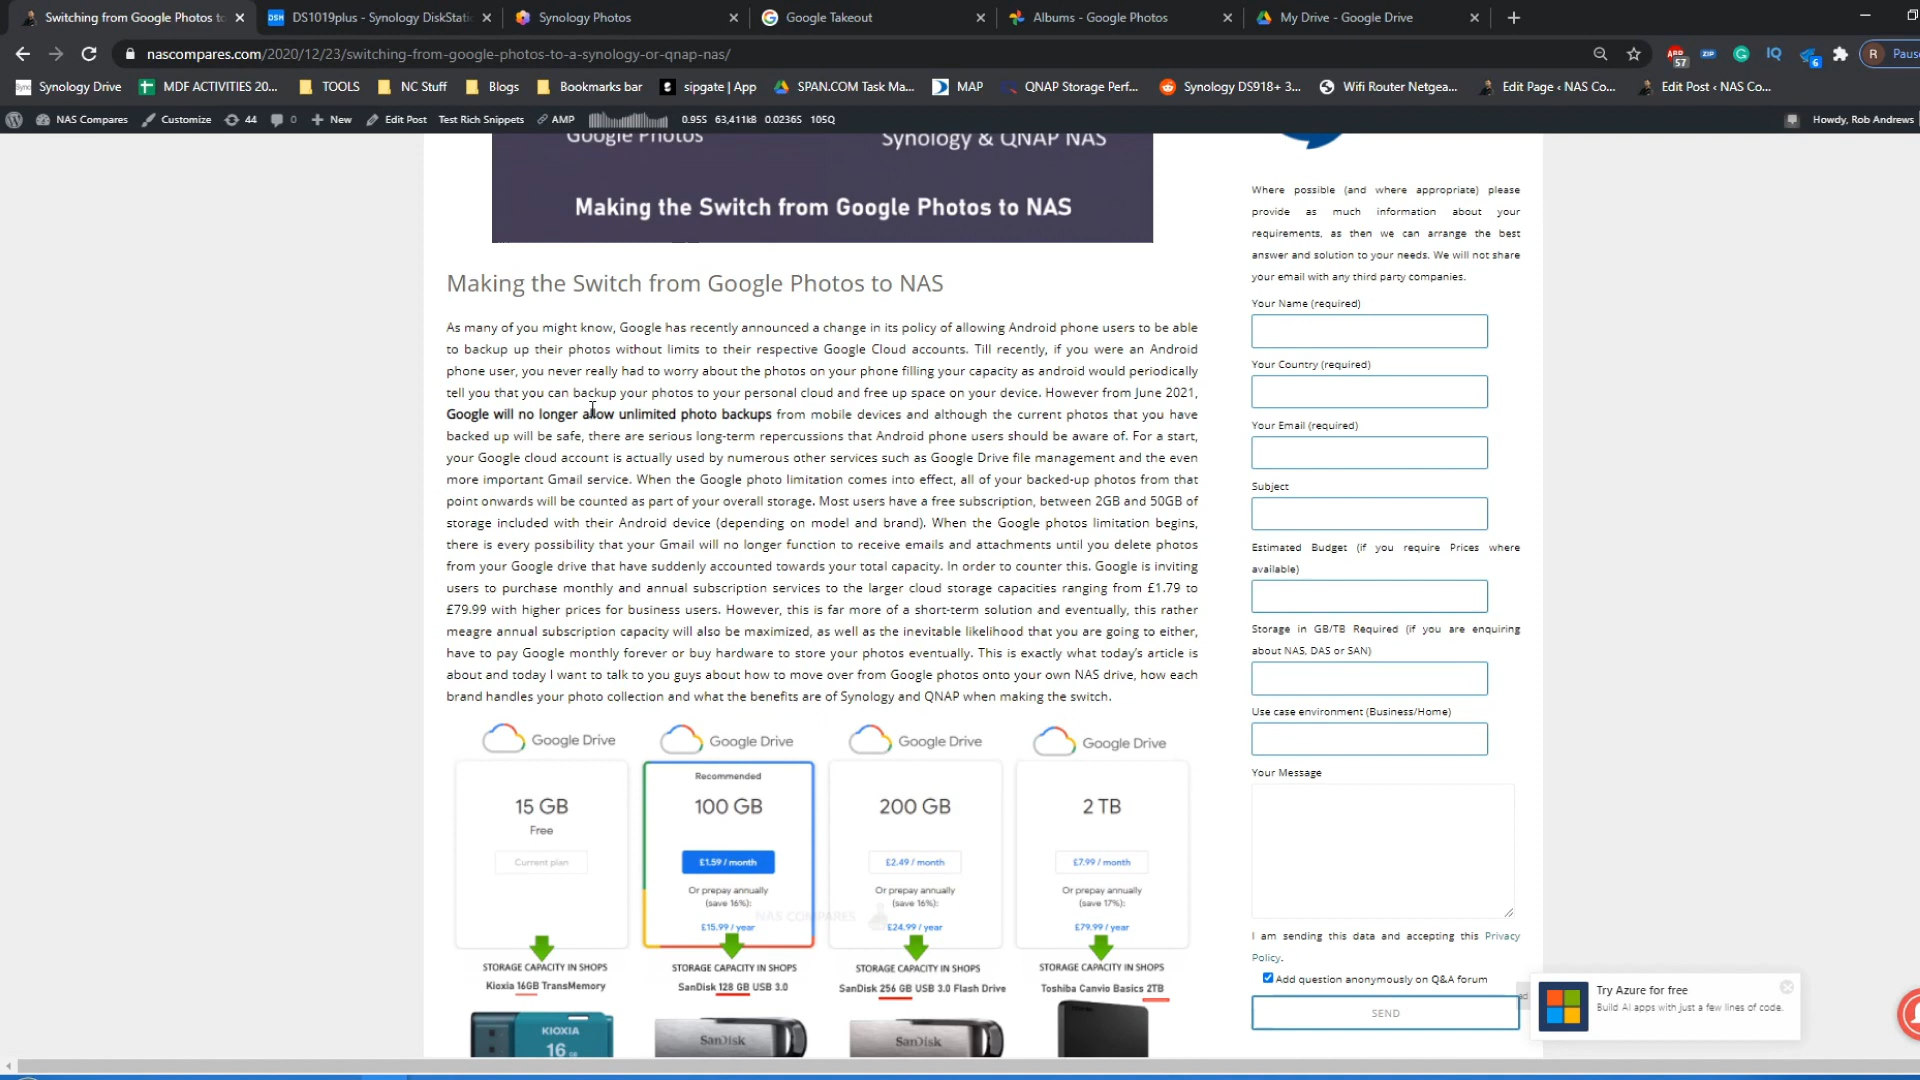 Switching from Google Photos to
DS1019plus - Synology DiskStati
Synology Photos
Google Takeout
Albums - Google Photos
My Drive - Google Drive
nascompares.com/2020/12/23/switching-from-google-photos-to-a-synology-or-qnap-nas/
57
6
R
Paus
Synology Drive
MDF ACTIVITIES 20...
TOOLS
NC Stuff
Blogs
Bookmarks bar
sipgate | App
SPAN.COM Task Ma...
MAP
QNAP Storage Perf...
Synology DS918+ 3...
Wifi Router Netgea...
Edit Page ‹ NAS Co...
Edit Post ‹ NAS Co...
NAS Compares
Customize
44
0
New
Edit Post
Test Rich Snippets
AMP
0.95S 63,411kB 0.0236S 105Q
Howdy, Rob Andrews
Google Photos
Synology & QNAP NAS
Making the Switch from Google Photos to NAS
Making the Switch from Google Photos to NAS
As many of you might know, Google has recently announced a change in its policy of allowing Android phone users to be able
to backup up their photos without limits to their respective Google Cloud accounts. Till recently, if you were an Android
phone user, you never really had to worry about the photos on your phone filling your capacity as android would periodically
tell you that you can backup your photos to your personal cloud and free up space on your device. However from June 2021,
Google will no longer allow unlimited photo backups from mobile devices and although the current photos that you have
backed up will be safe, there are serious long-term repercussions that Android phone users should be aware of. For a start,
your Google cloud account is actually used by numerous other services such as Google Drive file management and the even
more important Gmail service. When the Google photo limitation comes into effect, all of your backed-up photos from that
point onwards will be counted as part of your overall storage. Most users have a free subscription, between 2GB and 50GB of
storage included with their Android device (depending on model and brand). When the Google photos limitation begins,
there is every possibility that your Gmail will no longer function to receive emails and attachments until you delete photos
from your Google drive that have suddenly accounted towards your total capacity. In order to counter this. Google is inviting
users to purchase monthly and annual subscription services to the larger cloud storage capacities ranging from £1.79 to
£79.99 with higher prices for business users. However, this is far more of a short-term solution and eventually, this rather
meagre annual subscription capacity will also be maximized, as well as the inevitable likelihood that you are going to either,
have to pay Google monthly forever or buy hardware to store your photos eventually. This is exactly what today's article is
about and today I want to talk to you guys about how to move over from Google photos onto your own NAS drive, how each
brand handles your photo collection and what the benefits are of Synology and QNAP when making the switch.
Google Drive
Google Drive
Google Drive
Google Drive
Recommended
15 GB
100 GB
200 GB
2 TB
Free
Current plan
£1.59 / month
£2.49 / month
£7.99 / month
Or prepay annually
(save 16%):
Or prepay annually
(save 16%):
Or prepay annually
(save 17%):
NAS COMPARES
£15.99 / year
£24.99 / year
£79.99 / year
STORAGE CAPACITY IN SHOPS
Kioxia 16GB TransMemory
STORAGE CAPACITY IN SHOPS
SanDisk 128 GB USB 3.0
STORAGE CAPACITY IN SHOPS
SanDisk 256 GB USB 3.0 Flash Drive
STORAGE CAPACITY IN SHOPS
Toshiba Canvio Basics 2TB
KIOXIA
16
SanDisk
SanDisk
Where possible (and where appropriate) please
provide as much information about your
requirements, as then we can arrange the best
answer and solution to your needs. We will not share
your email with any third party companies.
Your Name (required)
Your Country (required)
Your Email (required)
Subject
Estimated Budget (if you require Prices where
available)
Storage in GB/TB Required (if you are enquiring
about NAS, DAS or SAN)
Use case environment (Business/Home)
Your Message
I am sending this data and accepting this Privacy
Policy.
Add question anonymously on Q&A forum
SEND
Try Azure for free
Build AI apps with just a few lines of code.